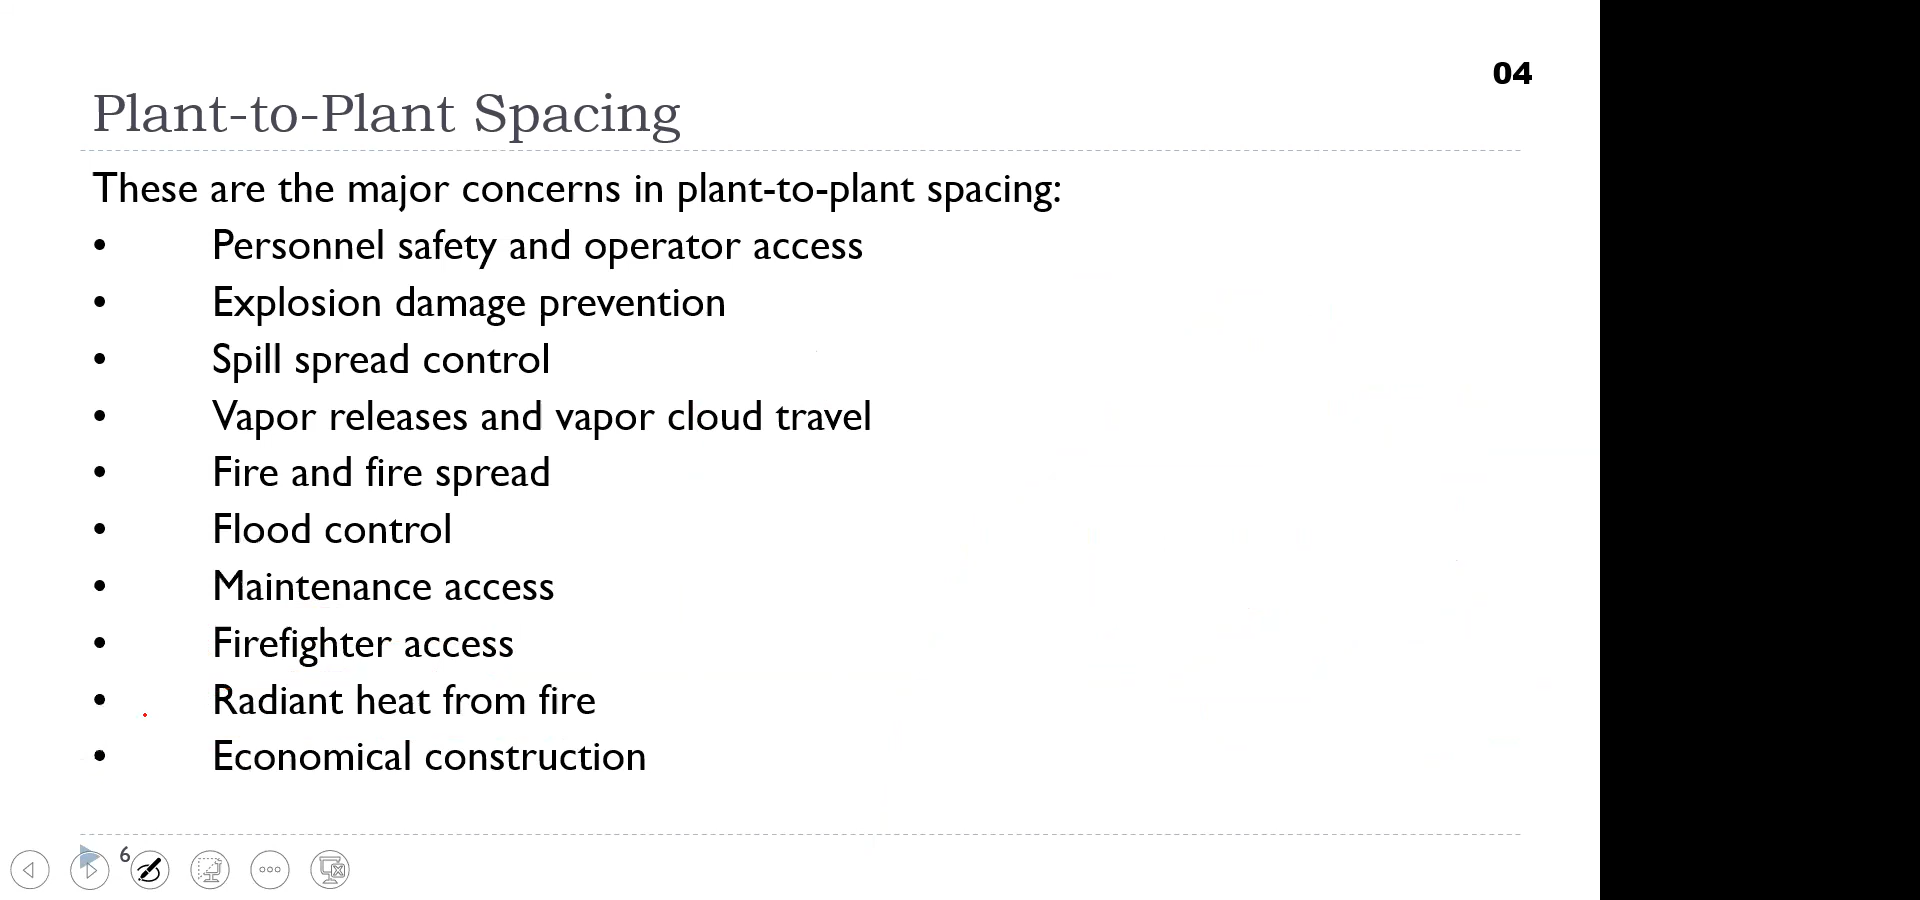 04
Plant-to-Plant Spacing
These are the major concerns in plant-to-plant spacing:
• Personnel safety and operator access
• Explosion damage prevention
• Spill spread control
• Vapor releases and vapor cloud travel
• Fire and fire spread
• Flood control
• Maintenance access
• Firefighter access
• Radiant heat from fire
• Economical construction
6